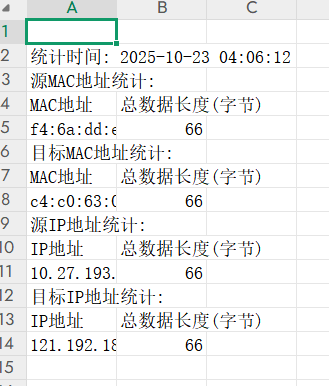 A B C
1
2 统计时间: 2025-10-23 04:06:12
3 源MAC地址统计:
4 MAC地址 总数据长度(字节)
5 f4:6a:dd:e 66
6 目标MAC地址统计:
7 MAC地址 总数据长度(字节)
8 c4:c0:63:0 66
9 源IP地址统计:
10 IP地址 总数据长度(字节)
11 10.27.193. 66
12 目标IP地址统计:
13 IP地址 总数据长度(字节)
14 121.192.18 66
15